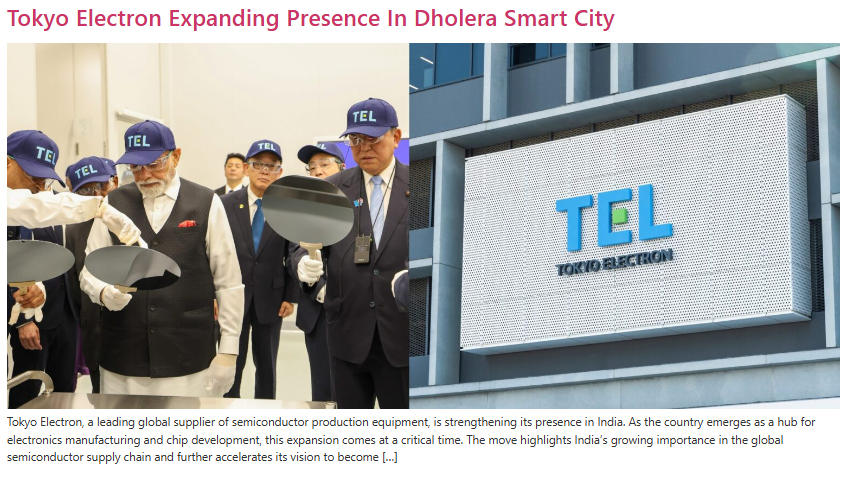 Tokyo Electron Expanding Presence In Dholera Smart City
TEL
TEL
TEL
TEL
TEL
TOKYO ELECTRON
Tokyo Electron, a leading global supplier of semiconductor production equipment, is strengthening its presence in India. As the country emerges as a hub for
electronics manufacturing and chip development, this expansion comes at a critical time. The move highlights India's growing importance in the global
semiconductor supply chain and further accelerates its vision to become [...]